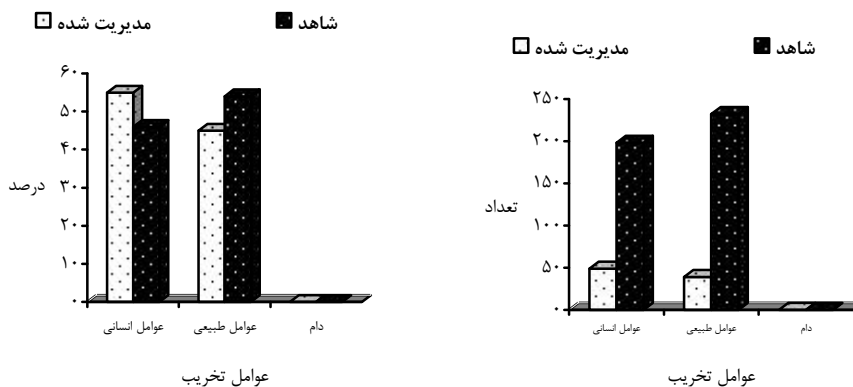 شاهد
مدیریت شده
۲۵۰
۲۰۰
۱۵۰
۱۰۰
۵۰
۰
تعداد
عوامل انسانی
عوامل طبیعی
دام
عوامل تخریب
شاهد
مدیریت شده
۶۰
۵۰
۴۰
۳۰
۲۰
۱۰
۰
درصد
عوامل انسانی
عوامل طبیعی
دام
عوامل تخریب